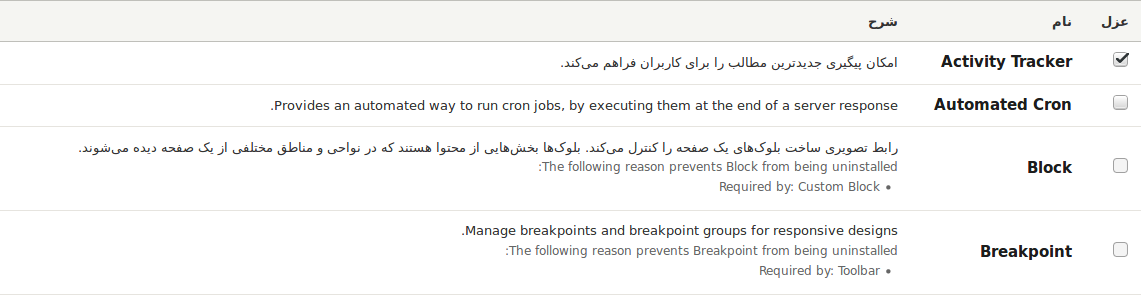 عزل نام شرح
Activity Tracker امکان پیگیری جدیدترین مطالب را برای کاربران فراهم می‌کند.
Automated Cron Provides an automated way to run cron jobs, by executing them at the end of a server response.
رابط تصویری ساخت بلوک‌های یک صفحه را کنترل می‌کند. بلوک‌ها بخش‌هایی از محتوا هستند که در نواحی و مناطق مختلفی از یک صفحه دیده می‌شوند.
Block The following reason prevents Block from being uninstalled:
• Required by: Custom Block
Manage breakpoints and breakpoint groups for responsive designs.
Breakpoint The following reason prevents Breakpoint from being uninstalled:
• Required by: Toolbar